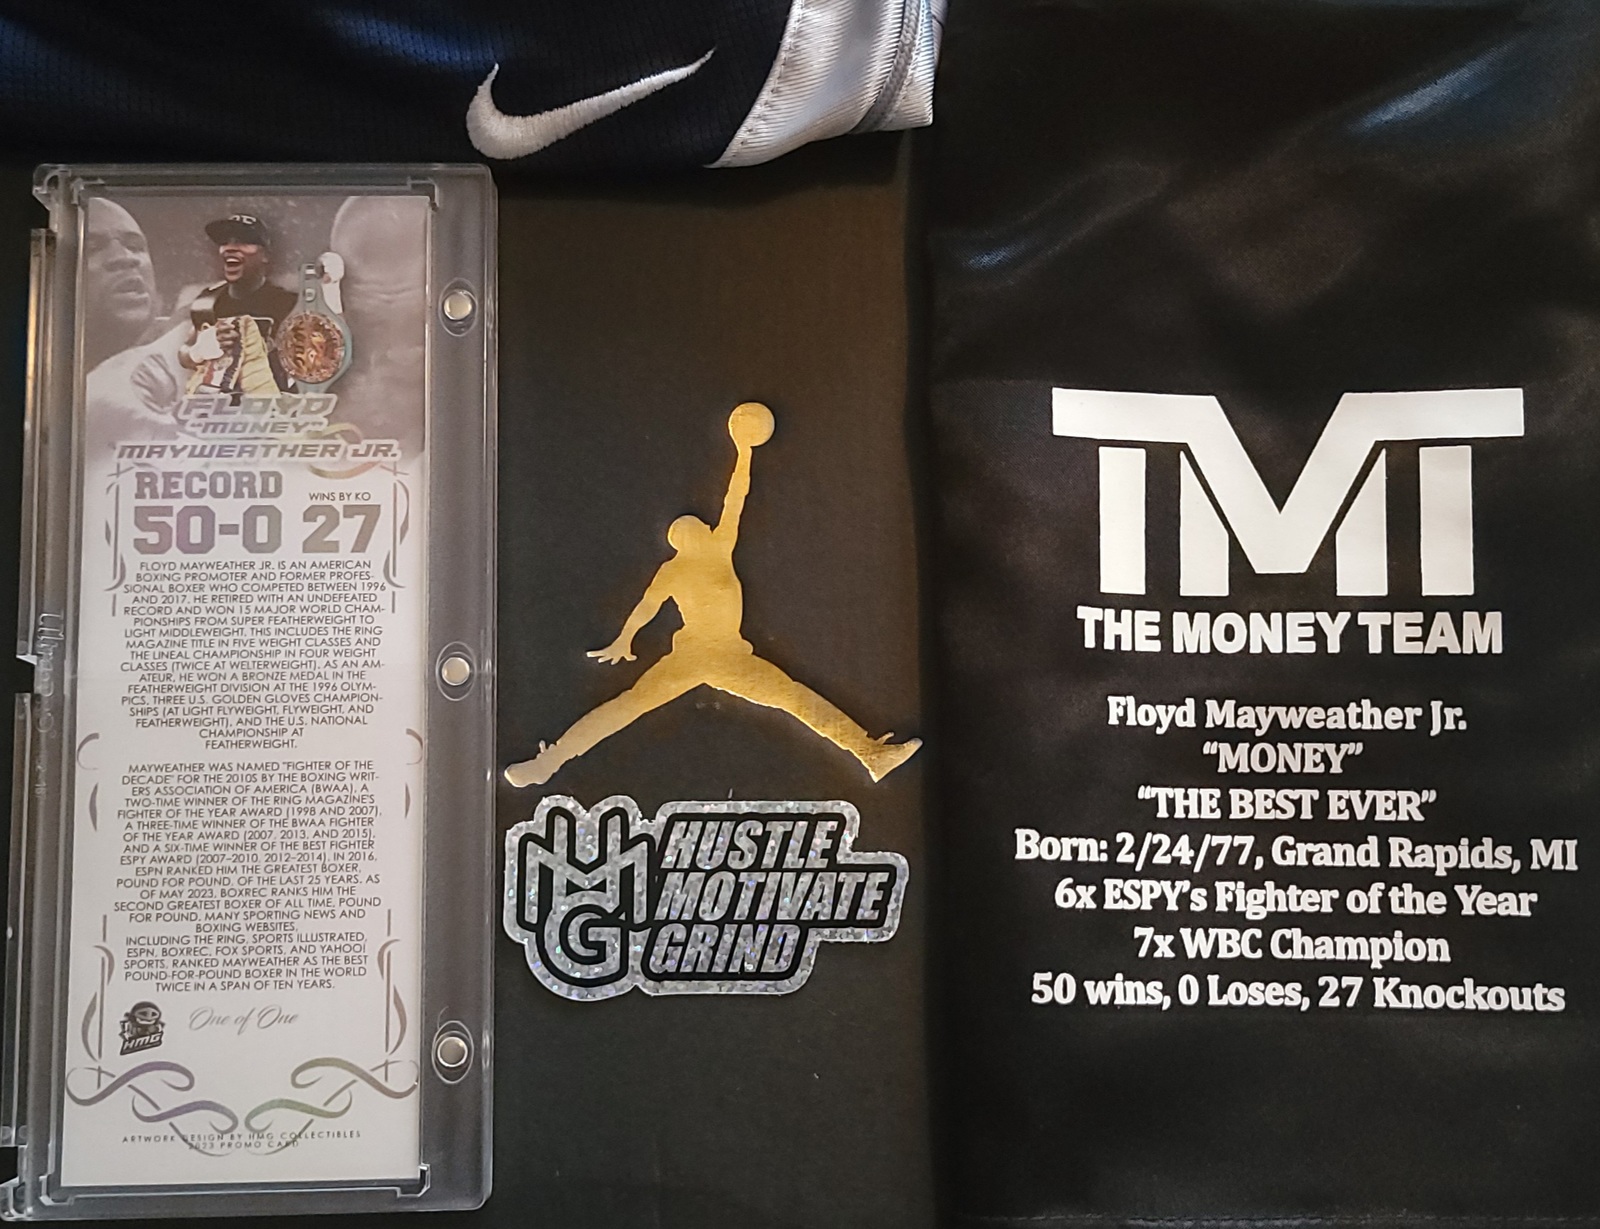 FLOYD
"MONEY"
MAYWEATHER JR.
RECORD
WINS BY KO
50-0 27
FLOYD MAYWEATHER JR. IS AN AMERICAN
BOXING PROMOTER AND FORMER PROFES-
SIONAL BOXER WHO COMPETED BETWEEN 1996
AND 2017. HE RETIRED WITH AN UNDEFEATED
RECORD AND WON 15 MAJOR WORLD CHAM-
PIONSHIPS FROM SUPER FEATHERWEIGHT TO
LIGHT MIDDLEWEIGHT. THIS INCLUDES THE RING
MAGAZINE TITLE IN FIVE WEIGHT CLASSES AND
THE LINEAL CHAMPIONSHIP IN FOUR WEIGHT
CLASSES (TWICE AT WELTERWEIGHT). AS AN AM-
ATEUR, HE WON A BRONZE MEDAL IN THE
FEATHERWEIGHT DIVISION AT THE 1996 OLYM-
PICS, THREE U.S. GOLDEN GLOVES CHAMPION-
SHIPS (AT LIGHT FLYWEIGHT, FLYWEIGHT, AND
FEATHERWEIGHT), AND THE U.S. NATIONAL
CHAMPIONSHIP AT
FEATHERWEIGHT.
MAYWEATHER WAS NAMED "FIGHTER OF THE
DECADE" FOR THE 2010S BY THE BOXING WRIT-
ERS ASSOCIATION OF AMERICA (BWAA), A
TWO-TIME WINNER OF THE RING MAGAZINE'S
FIGHTER OF THE YEAR AWARD (1998 AND 2007),
A THREE-TIME WINNER OF THE BWAA FIGHTER
OF THE YEAR AWARD (2007, 2013, AND 2015),
AND A SIX-TIME WINNER OF THE BEST FIGHTER
ESPY AWARD (2007–2010, 2012–2014). IN 2016,
ESPN RANKED HIM THE GREATEST BOXER,
POUND FOR POUND, OF THE LAST 25 YEARS. AS
OF MAY 2023, BOXREC RANKS HIM THE
SECOND GREATEST BOXER OF ALL TIME, POUND
FOR POUND. MANY SPORTING NEWS AND
BOXING WEBSITES,
INCLUDING THE RING, SPORTS ILLUSTRATED,
ESPN, BOXREC, FOX SPORTS, AND YAHOO!
SPORTS, RANKED MAYWEATHER AS THE BEST
POUND-FOR-POUND BOXER IN THE WORLD
TWICE IN A SPAN OF TEN YEARS.
HMG
One of One
ARTWORK DESIGN BY HMG COLLECTIBLES
2023 PROMO CARD
HMG
HUSTLE
MOTIVATE
GRIND
TMT
THE MONEY TEAM
Floyd Mayweather Jr.
“MONEY”
“THE BEST EVER”
Born: 2/24/77, Grand Rapids, MI
6x ESPY's Fighter of the Year
7x WBC Champion
50 wins, 0 Loses, 27 Knockouts